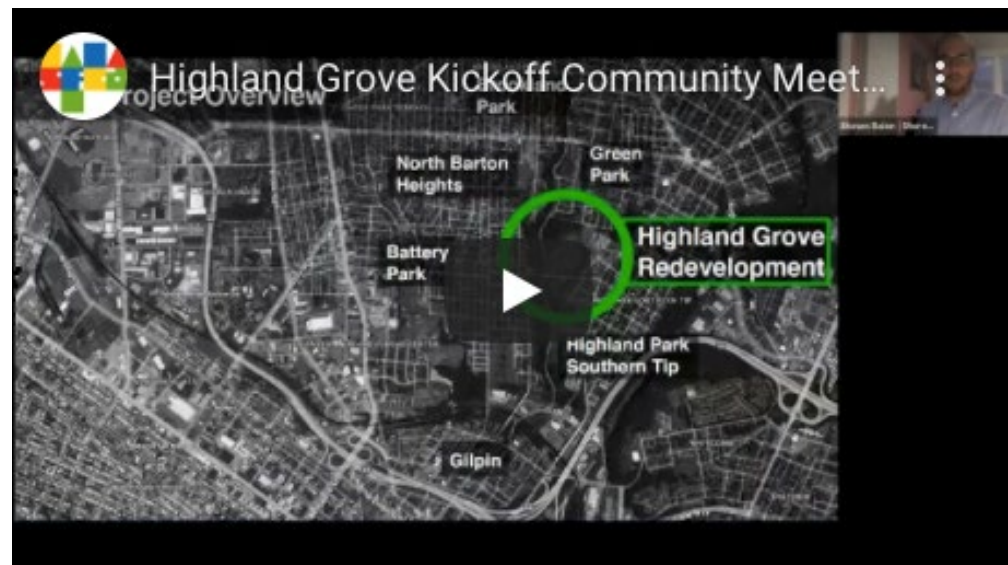 Highland Grove Kickoff Community Meet...
Project Overview
Park
North Barton
Heights
Green
Park
Battery
Park
Highland Grove
Redevelopment
Highland Park
Southern Tip
Gilpin